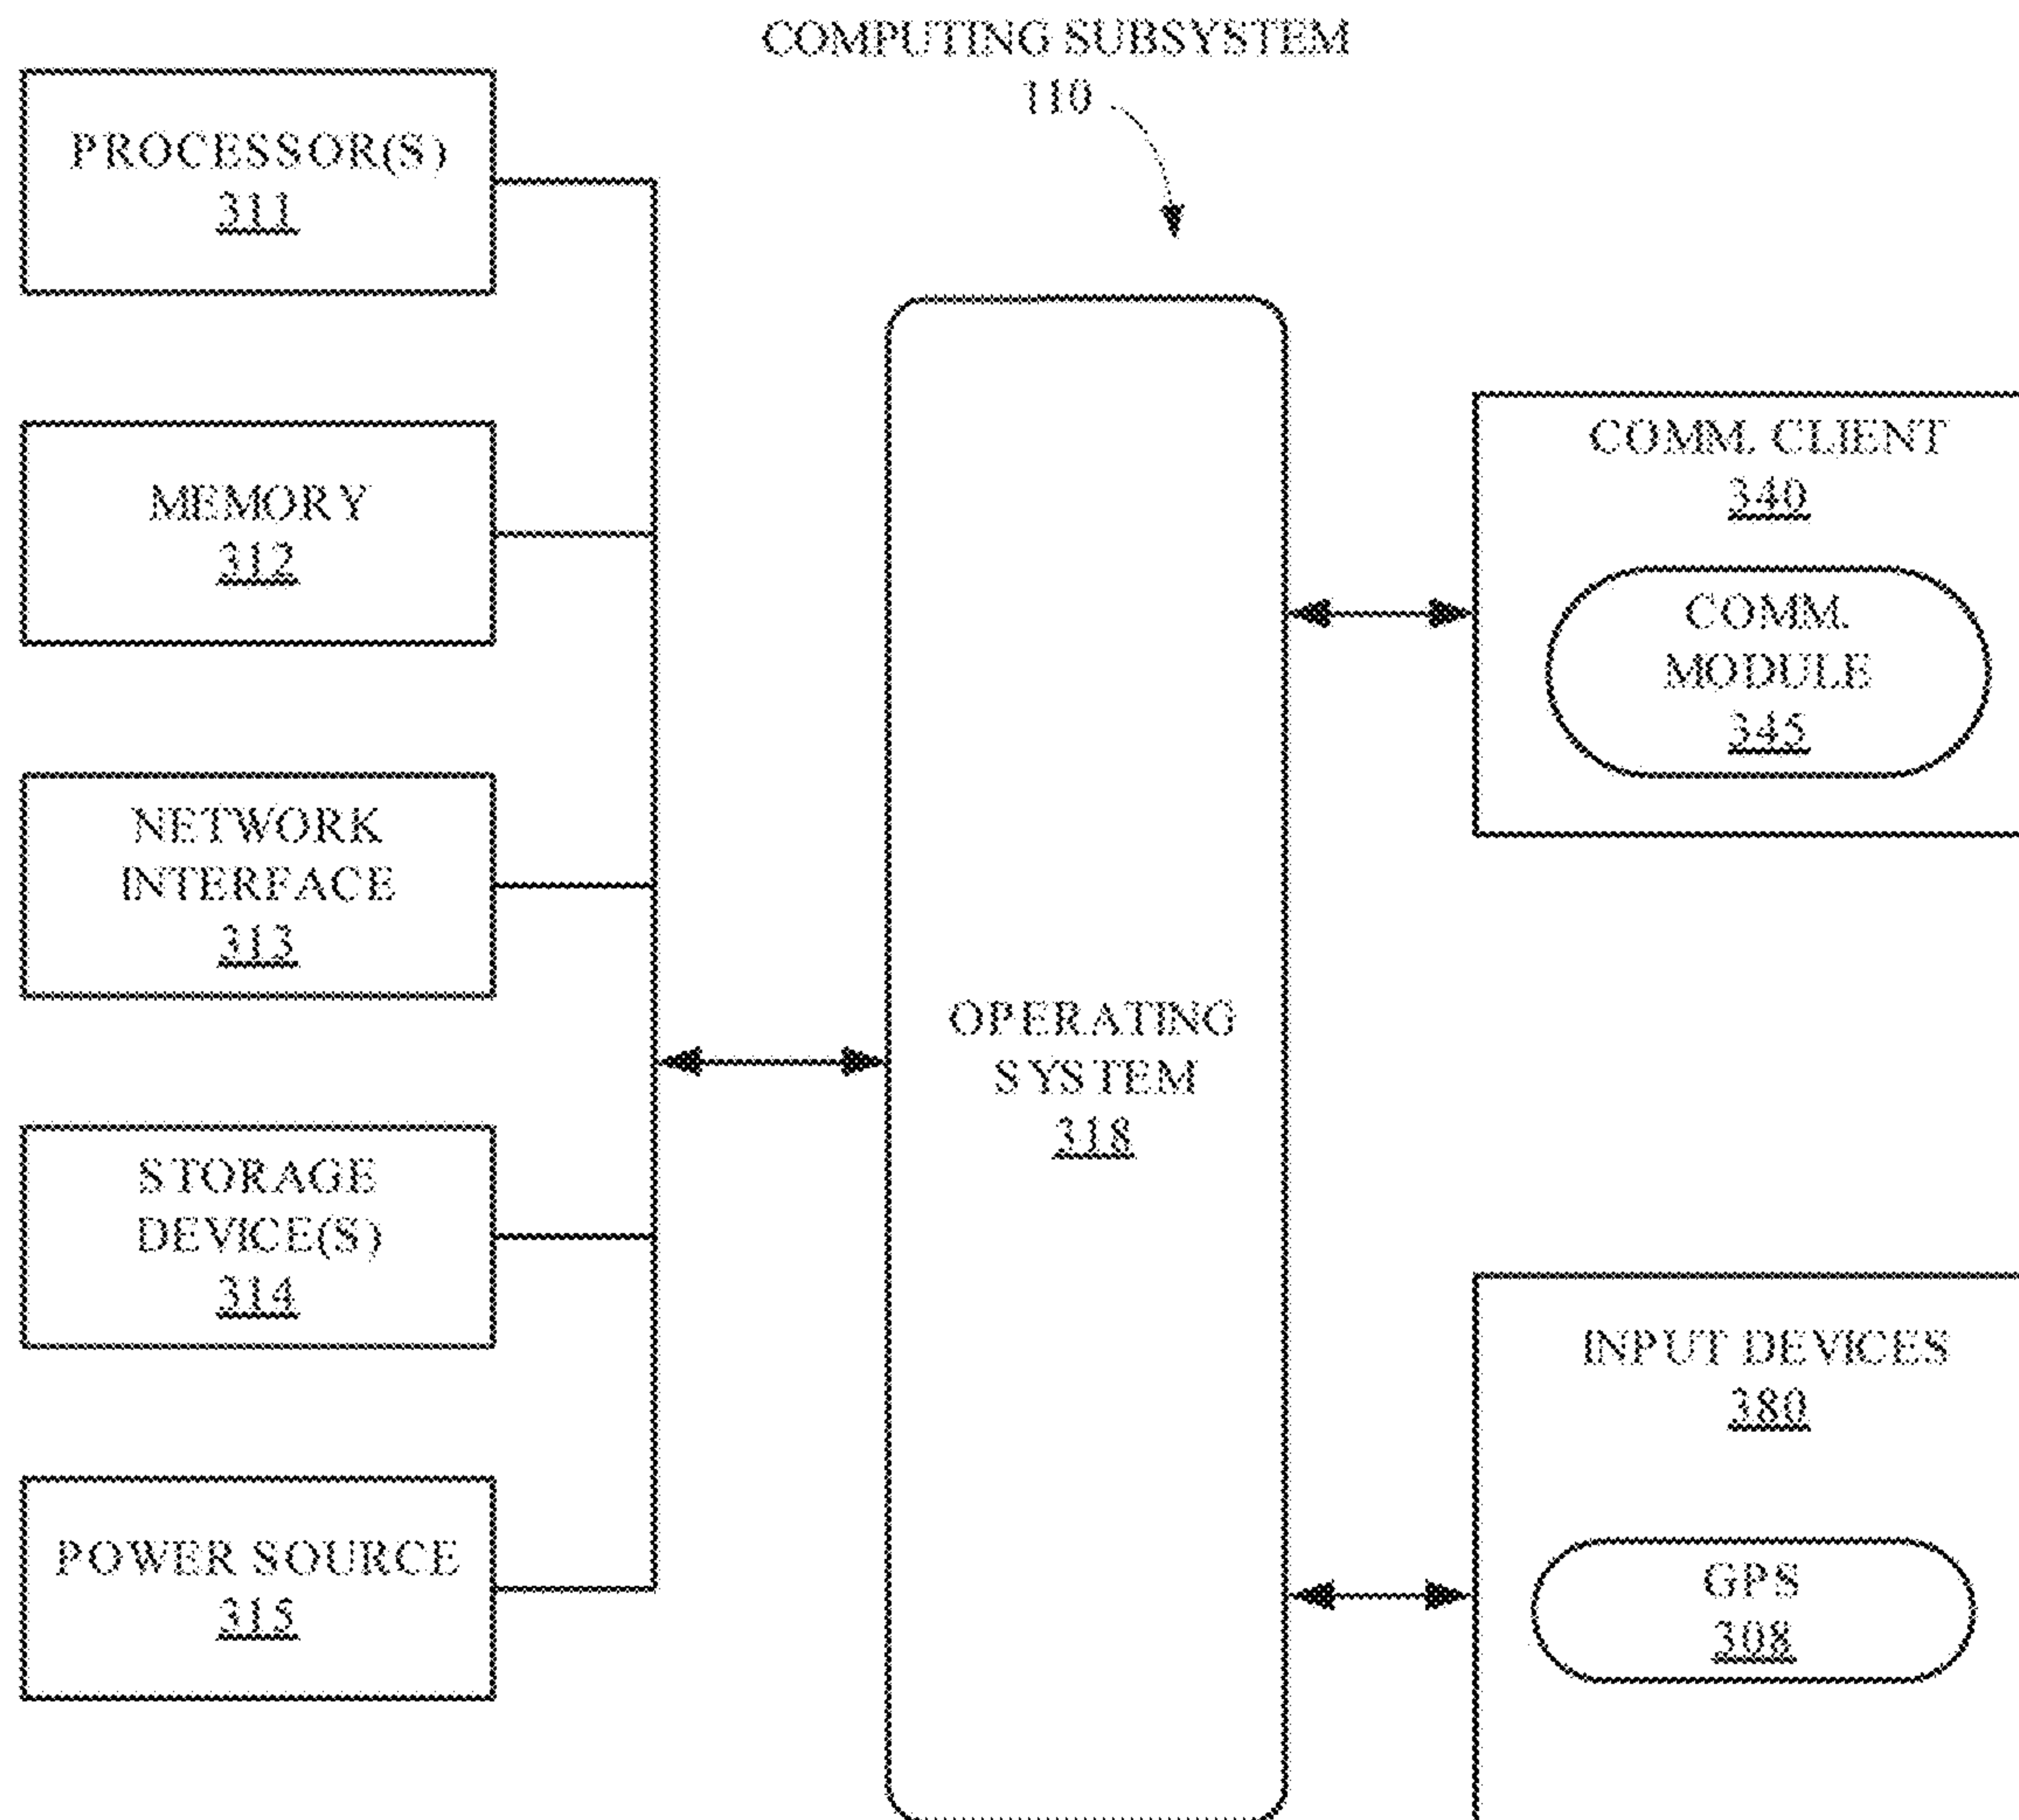 COMPUTING SUBSYSTEM
110
PROCESSOR(S)
311
MEMORY
312
NETWORK
INTERFACE
313
STORAGE
DEVICE(S)
314
POWER SOURCE
315
OPERATING
SYSTEM
318
COMM. CLIENT
340
COMM.
MODULE
345
INPUT DEVICES
380
GPS
308